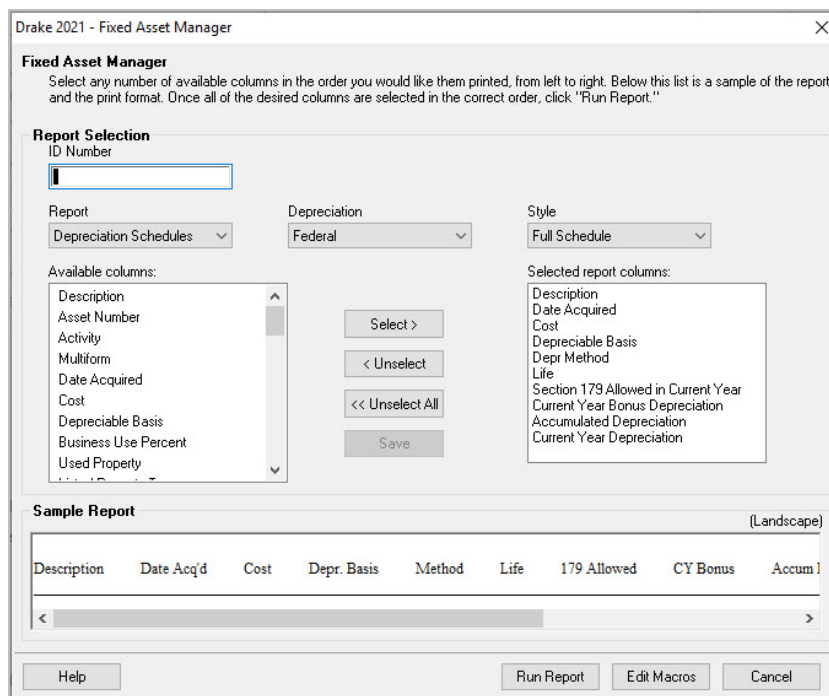 Drake 2021 - Fixed Asset Manager
Fixed Asset Manager
Select any number of available columns in the order you would like them printed, from left to right. Below this list is a sample of the report
and the print format. Once all of the desired columns are selected in the correct order, click "Run Report."
Report Selection
ID Number
Report
Depreciation
Style
Depreciation Schedules
Federal
Full Schedule
Available columns:
Description
Asset Number
Activity
Multiform
Date Acquired
Cost
Depreciable Basis
Business Use Percent
Used Property
Select >
< Unselect
<< Unselect All
Save
Selected report columns:
Description
Date Acquired
Cost
Depreciable Basis
Depr Method
Life
Section 179 Allowed in Current Year
Current Year Bonus Depreciation
Accumulated Depreciation
Current Year Depreciation
Sample Report
(Landscape)
Description Date Acq'd Cost Depr. Basis Method Life 179 Allowed CY Bonus Accum
Help
Run Report
Edit Macros
Cancel